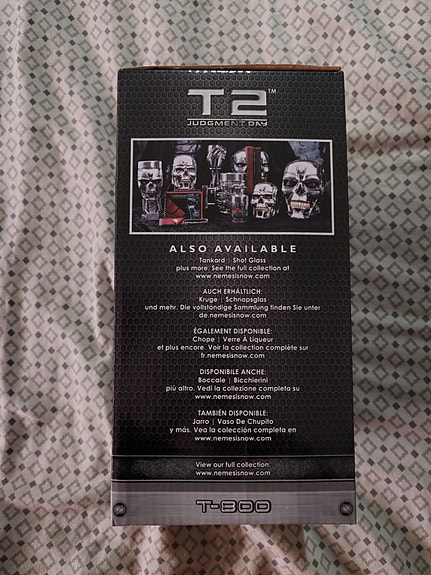 T2™
JUDGMENT DAY
ALSO AVAILABLE
Tankard | Shot Glass
plus more. See the full collection at
www.nemesisnow.com
AUCH ERHÄLTLICH:
Kruge | Schnapsglas
und mehr. Die vollständige Sammlung finden Sie unter
de.nemesisnow.com
ÉGALEMENT DISPONIBLE:
Chope | Verre À Liqueur
et plus encore. Voir la collection complète sur
fr.nemesisnow.com
DISPONIBILE ANCHE:
Boccale | Bicchierini
più altro. Vedi la collezione completa su
www.nemesisnow.com
TAMBIÉN DISPONIBLE:
Jarro | Vaso De Chupito
y más. Vea la colección completa en
www.nemesisnow.com
View our full collection:
www.nemesisnow.com
T-800